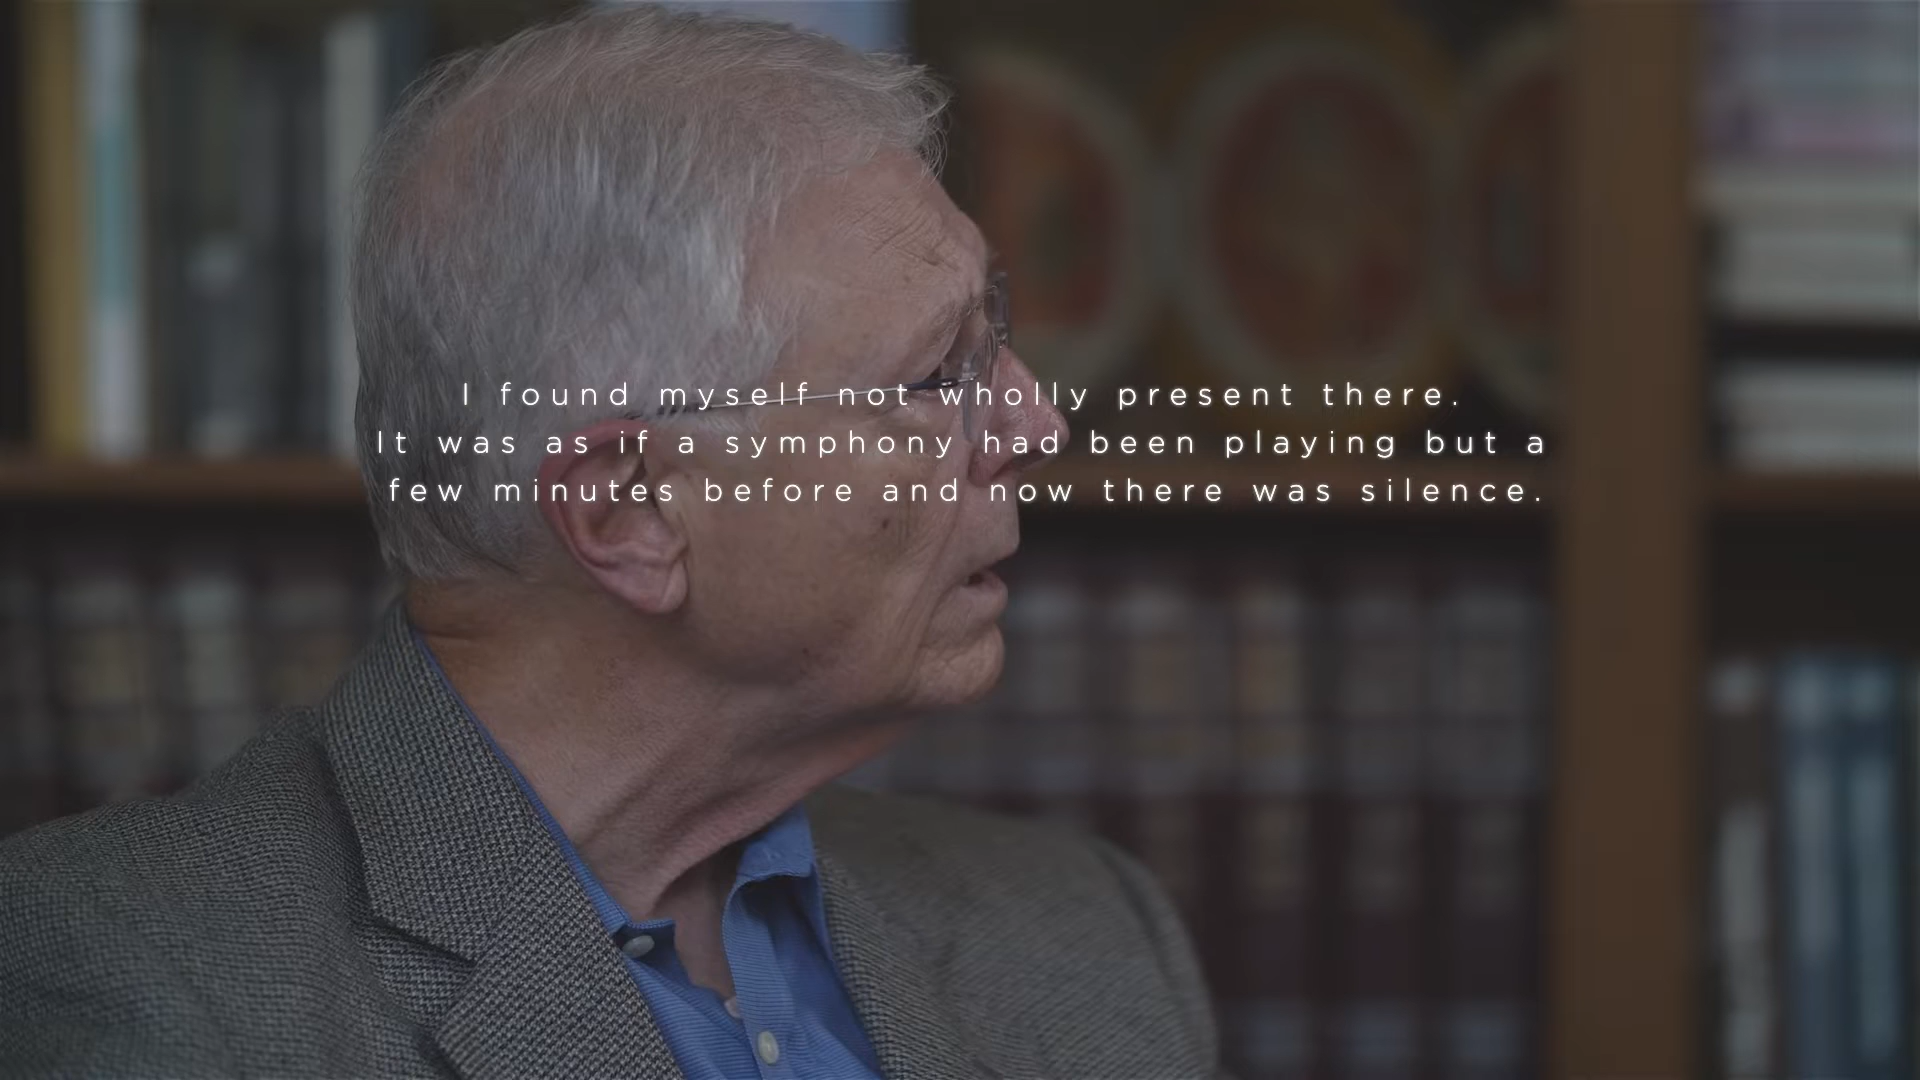 I found myself not wholly present there.
It was as if a symphony had been playing but a
few minutes before and now there was silence.